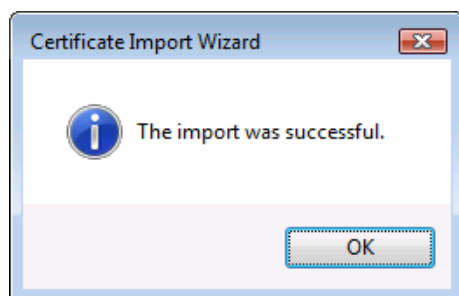 Certificate Import Wizard
The import was successful.
OK